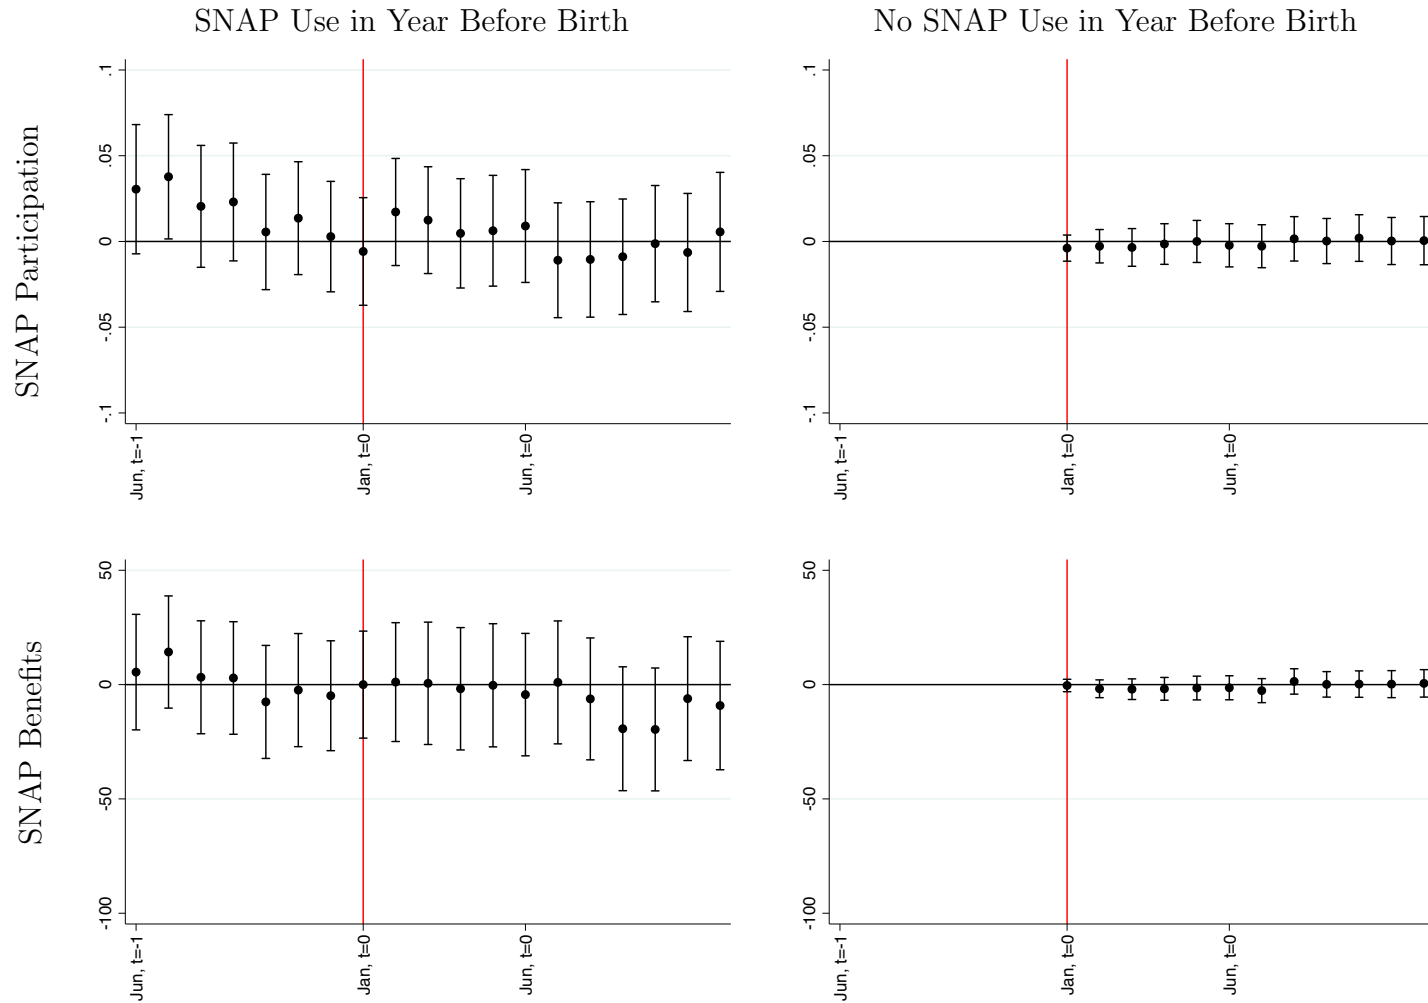 SNAP Use in Year Before Birth
No SNAP Use in Year Before Birth
SNAP Participation
.1
.05
0
-.05
-.1
Jun, t=-1
Jan, t=0
Jun, t=0
.1
.05
0
-.05
-.1
Jun, t=-1
Jan, t=0
Jun, t=0
SNAP Benefits
50
0
-50
-100
Jun, t=-1
Jan, t=0
Jun, t=0
50
0
-50
-100
Jun, t=-1
Jan, t=0
Jun, t=0